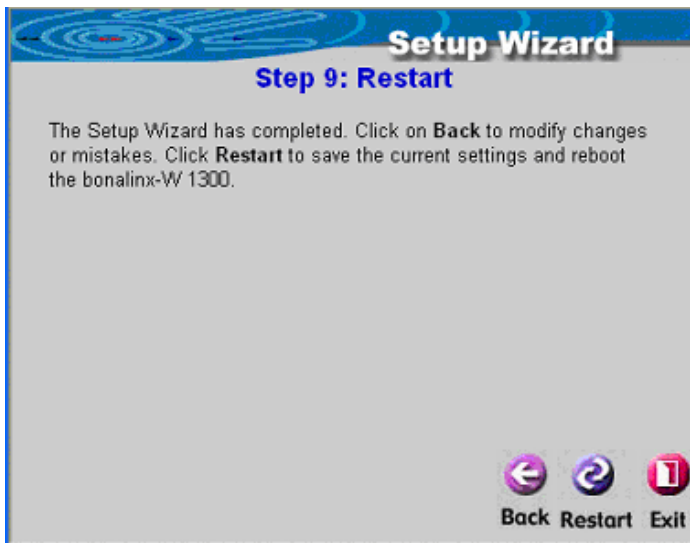 Setup Wizard
Step 9: Restart
The Setup Wizard has completed. Click on Back to modify changes
or mistakes. Click Restart to save the current settings and reboot
the bonalinx-W 1300.
Back Restart Exit